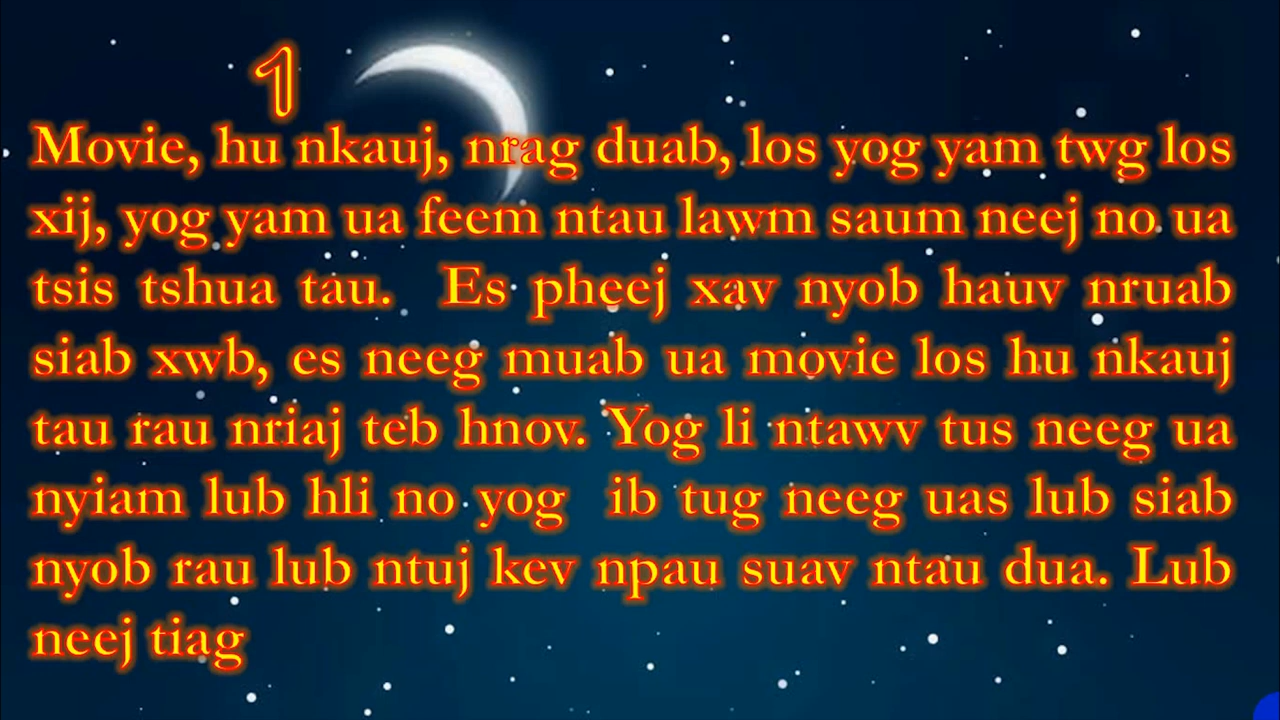 1
Movie, hu nkauj, nrag duab, los yog yam twg los
xij, yog yam ua feem ntau lawm saum neej no ua
tsis tshua tau. Es pheej xav nyob hauv nruab
siab xwb, es neeg muab ua movie los hu nkauj
tau rau nriaj teb hnov. Yog li ntawv tus neeg ua
nyiam lub hli no yog ib tug neeg uas lub siab
nyob rau lub ntuj kev npau suav ntau dua. Lub
neej tiag